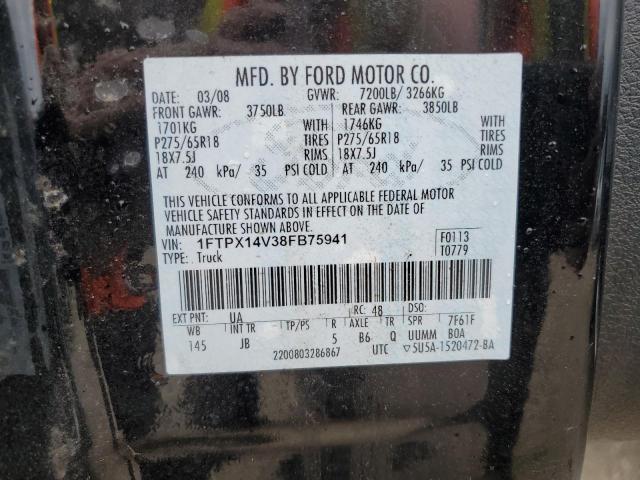 MFD. BY FORD MOTOR CO.
DATE: 03/08 GVWR: 7200LB/ 3266KG
FRONT GAWR: 3750LB REAR GAWR: 3850LB
1701KG WITH 1746KG WITH
P275/65R18 TIRES P275/65R18 TIRES
18X7.5J RIMS 18X7.5J RIMS
AT 240 kPa/ 35 PSI COLD AT 240 kPa/ 35 PSI COLD
THIS VEHICLE CONFORMS TO ALL APPLICABLE FEDERAL MOTOR
VEHICLE SAFETY STANDARDS IN EFFECT ON THE DATE OF
MANUFACTURE SHOWN ABOVE.
VIN: 1FTPX14V38FB75941 F0113
TYPE: Truck T0779
EXT PNT: UA RC: 48 DSO:
WB INT TR TP/PS R AXLE TR SPR 7F61F
145 JB 5 B6 Q UUMM BOA
2200803286867 UTC 5U5A-1520472-BA